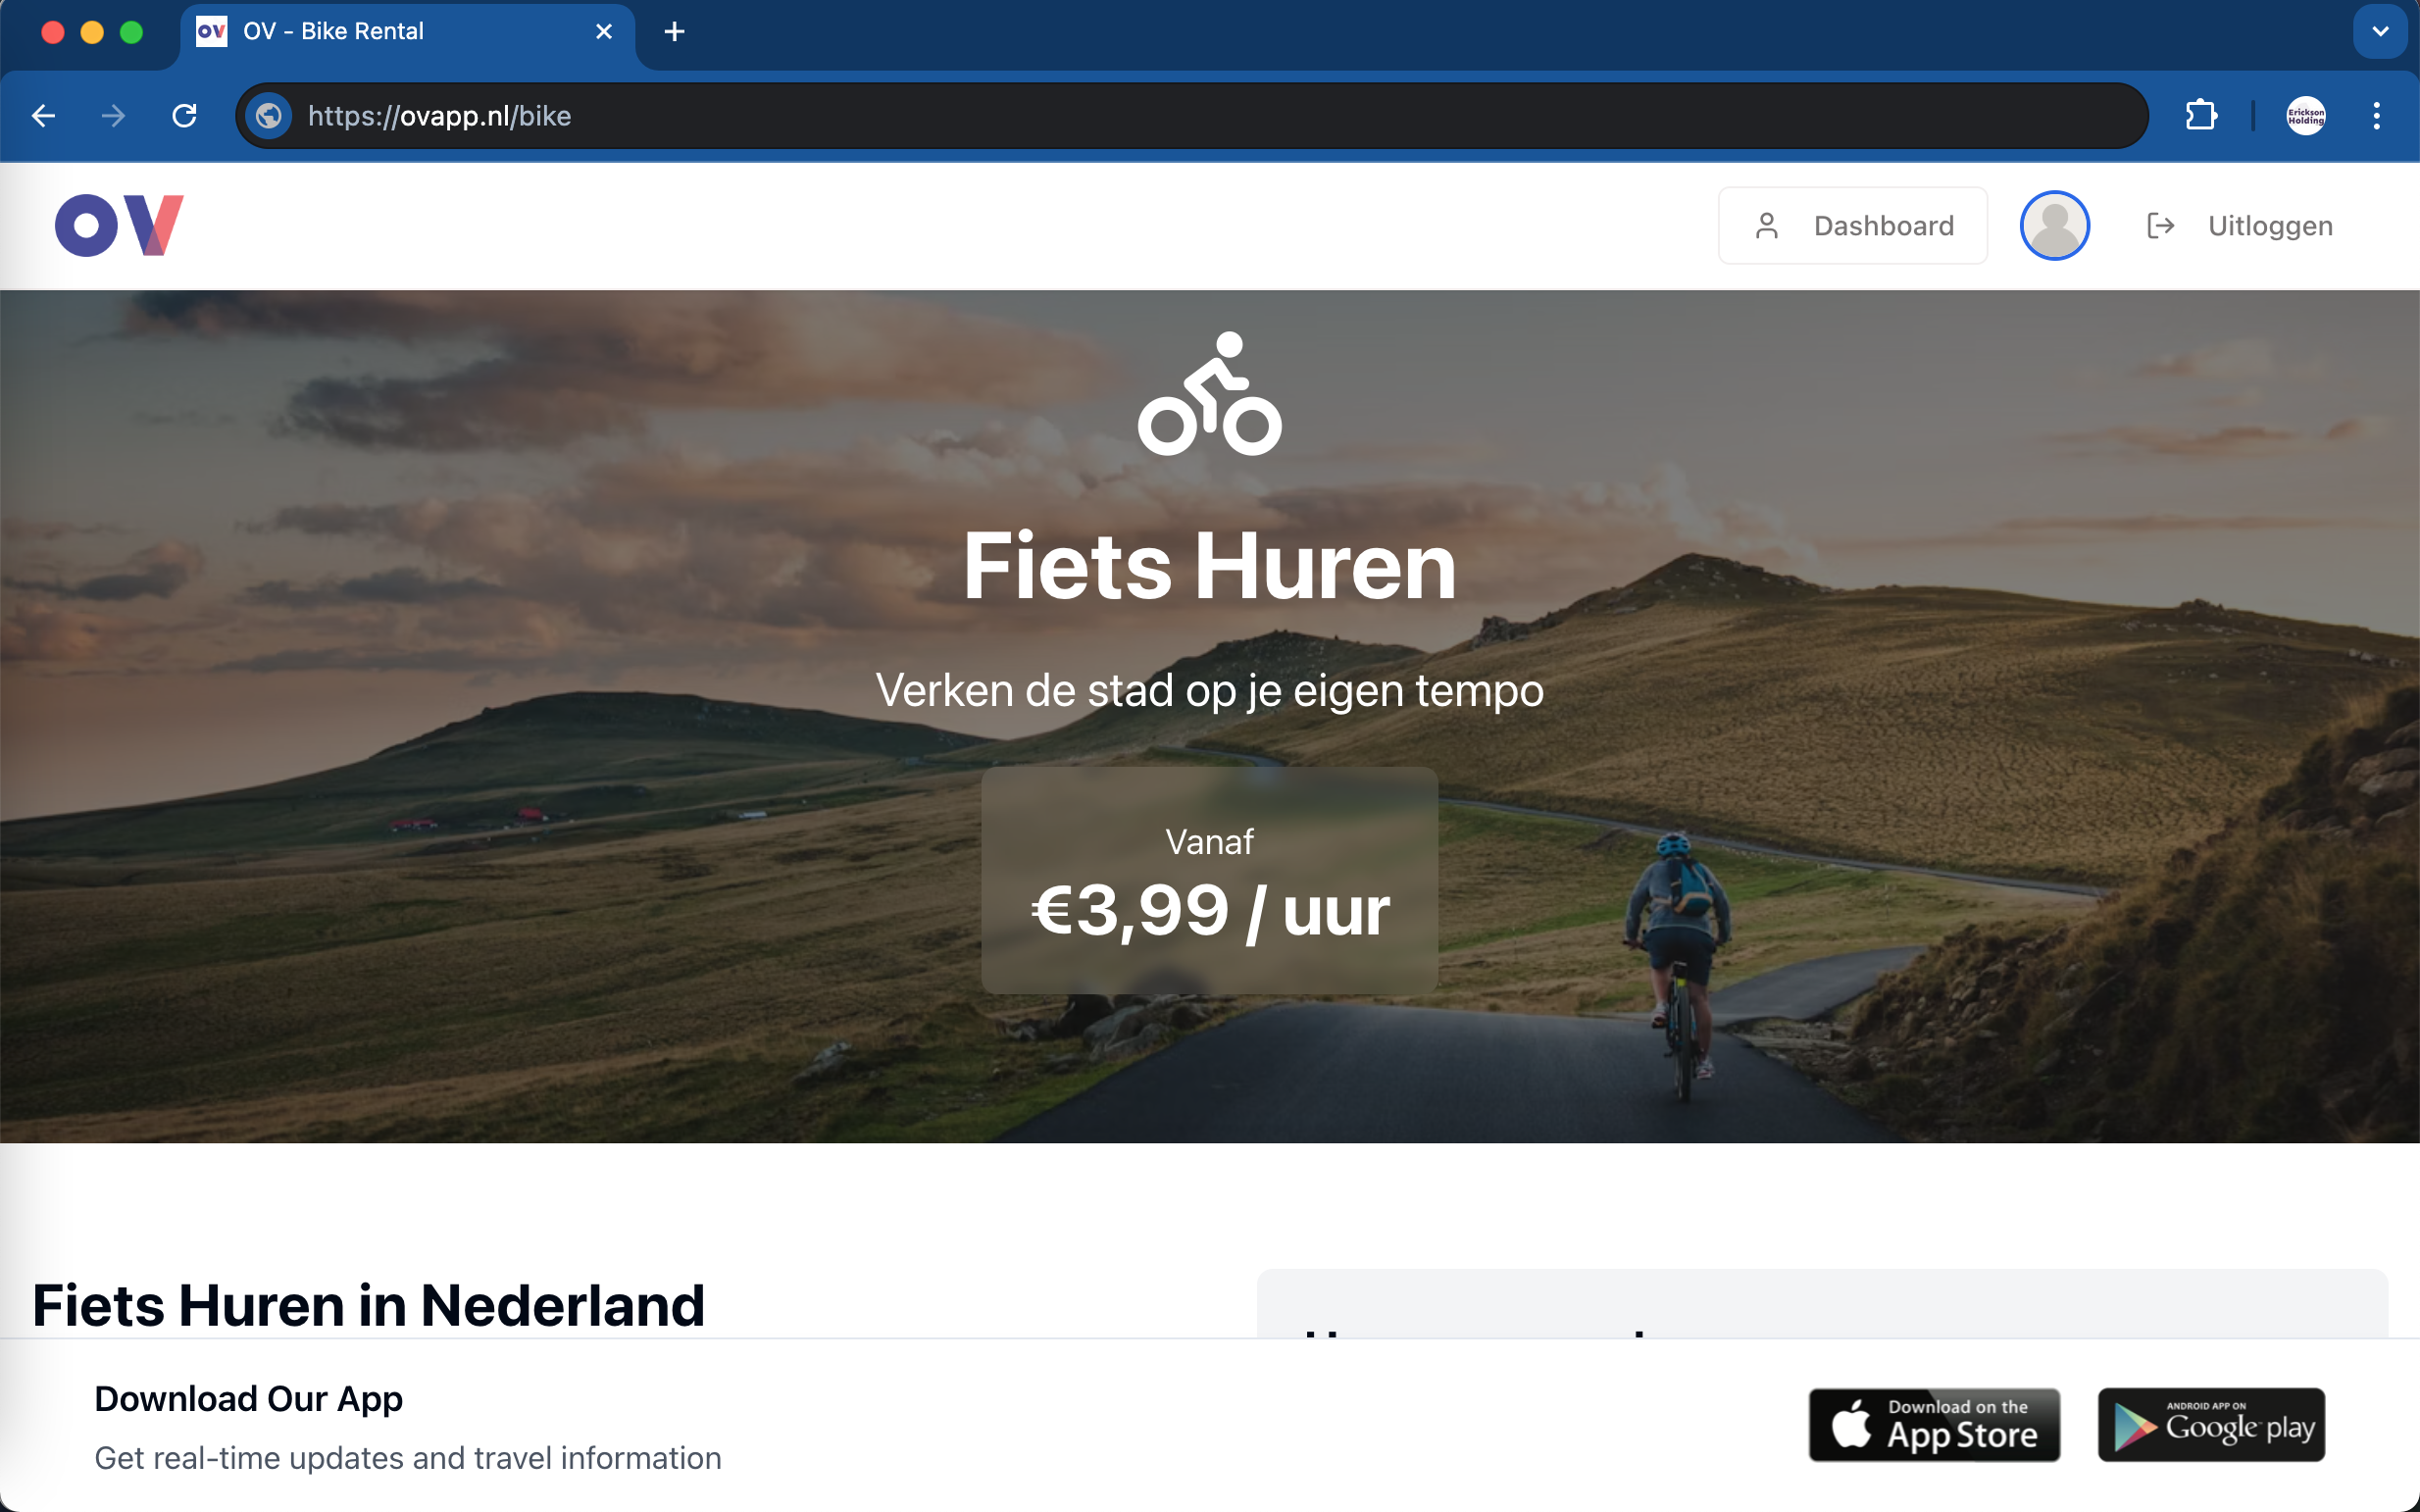 OV
OV - Bike Rental
https://ovapp.nl/bike
Erickson
Holding
OV
Dashboard
Uitloggen
Fiets Huren
Verken de stad op je eigen tempo
Vanaf
€3,99 / uur
Fiets Huren in Nederland
Download Our App
Get real-time updates and travel information
Download on the
App Store
ANDROID APP ON
Google play